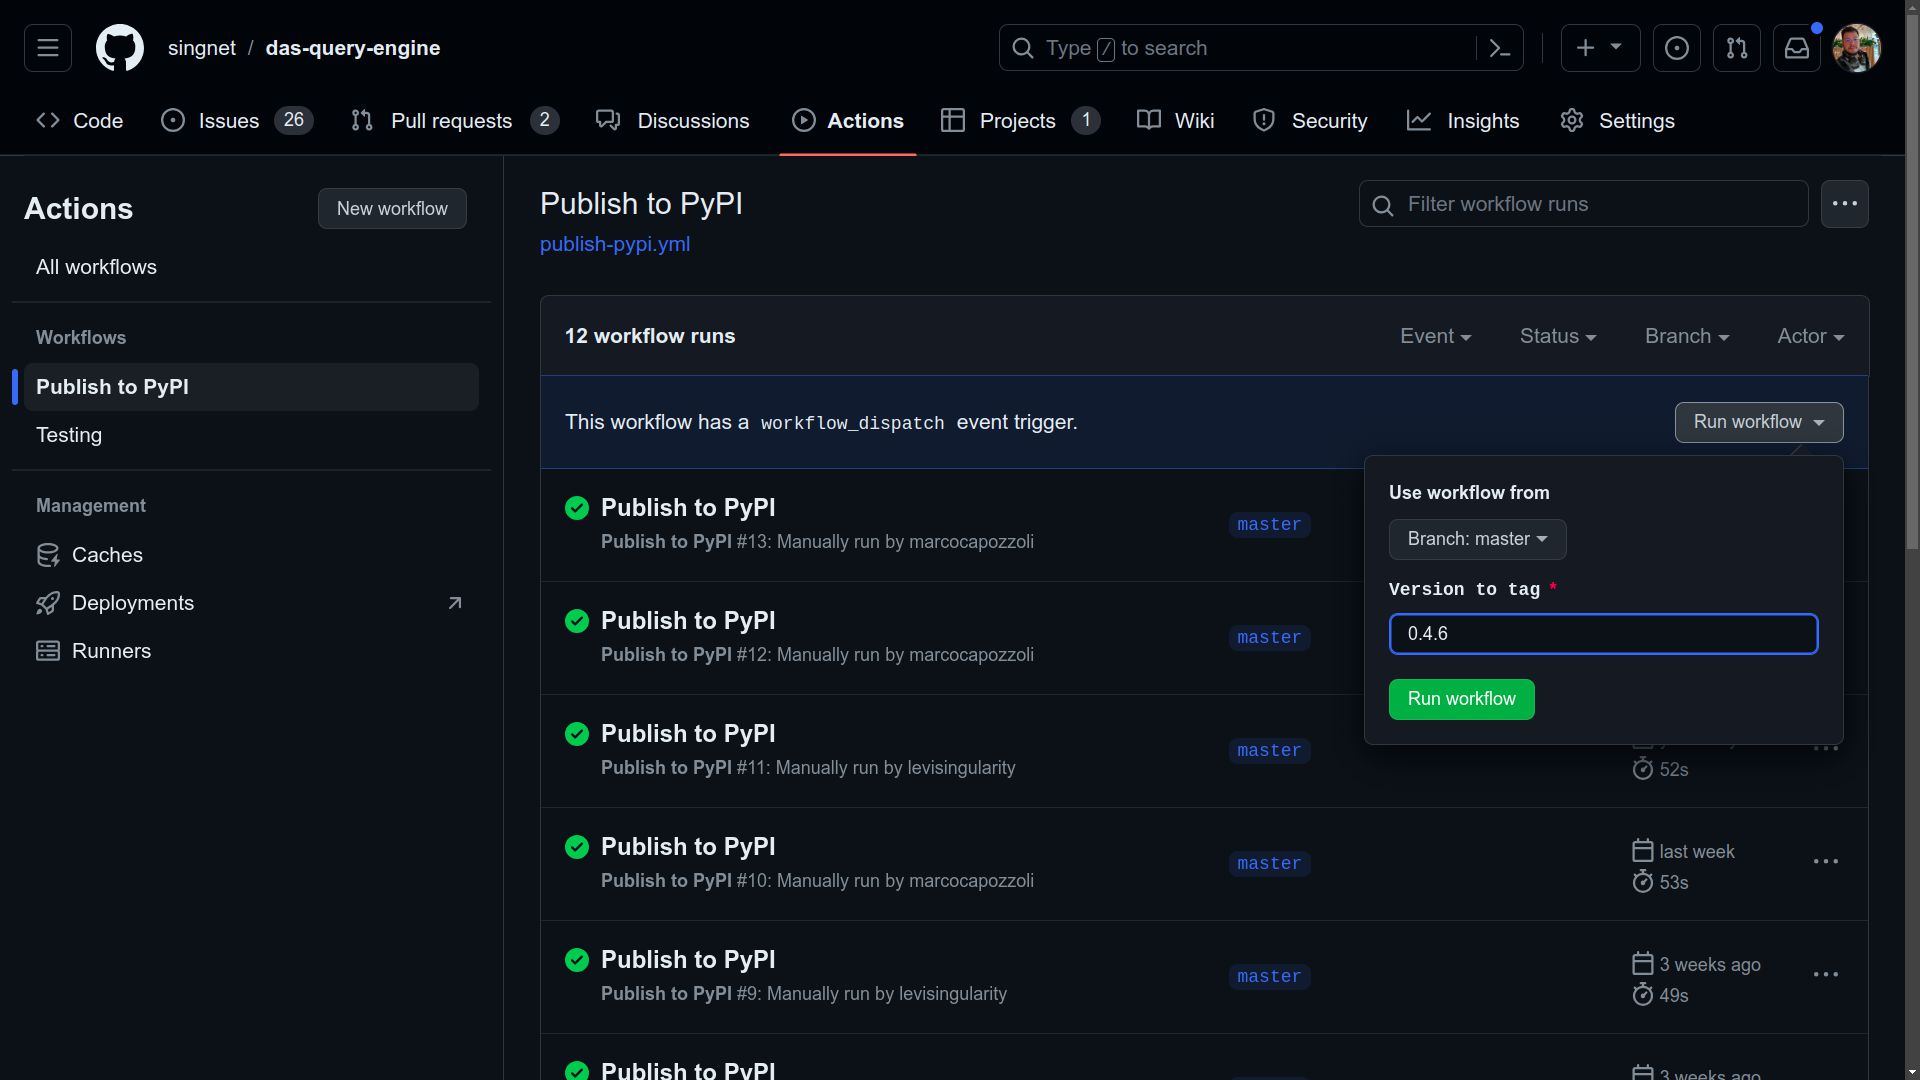 singnet / das-query-engine
Type / to search
Code
Issues 26
Pull requests 2
Discussions
Actions
Projects 1
Wiki
Security
Insights
Settings
Actions
New workflow
All workflows
Workflows
Publish to PyPI
Testing
Management
Caches
Deployments
Runners
Publish to PyPI
publish-pypi.yml
Filter workflow runs
12 workflow runs
Event
Status
Branch
Actor
This workflow has a workflow_dispatch event trigger.
Run workflow
Use workflow from
Branch: master
Version to tag *
0.4.6
Run workflow
Publish to PyPI
Publish to PyPI #13: Manually run by marcocapozzoli
master
Publish to PyPI
Publish to PyPI #12: Manually run by marcocapozzoli
master
Publish to PyPI
Publish to PyPI #11: Manually run by levisingularity
master
52s
Publish to PyPI
Publish to PyPI #10: Manually run by marcocapozzoli
master
last week
53s
Publish to PyPI
Publish to PyPI #9: Manually run by levisingularity
master
3 weeks ago
49s
Publish to PyPI
3 weeks ago